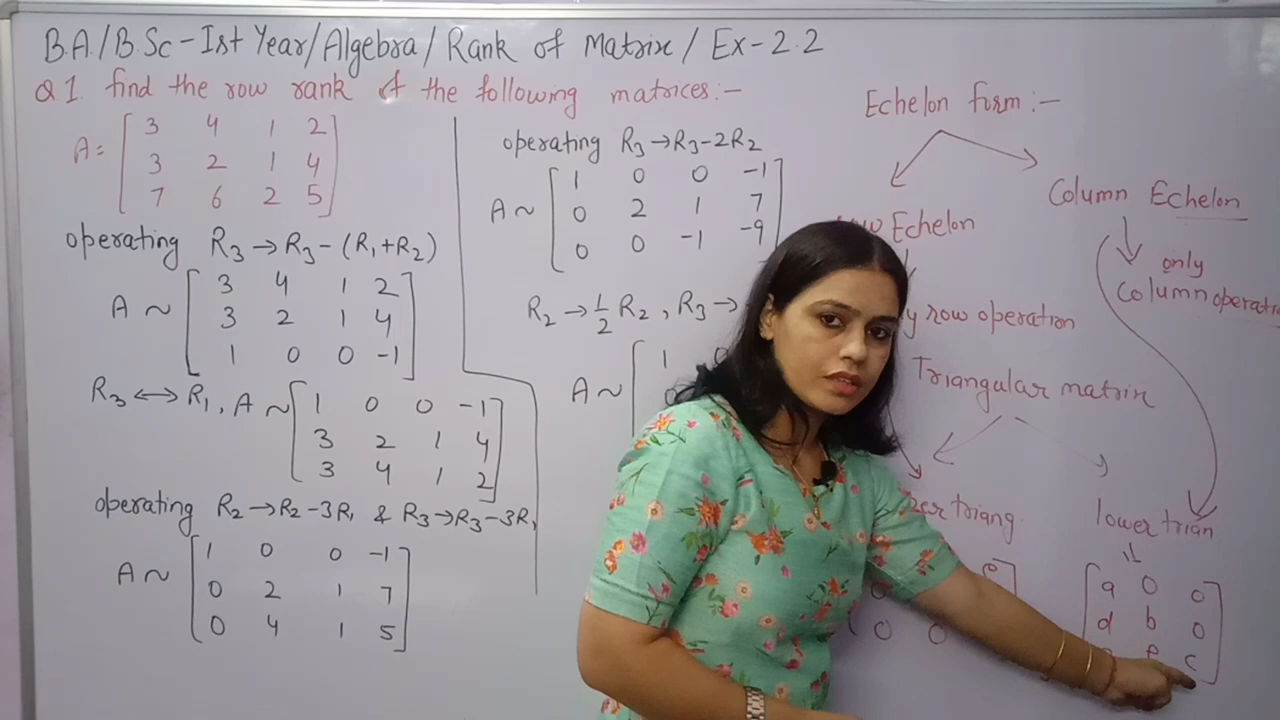 B.A./B.Sc - Ist Year/Algebra/Rank of Matrix/Ex-2.2
Q1. find the row rank of the following matrices:-
A= [3 4 1 2
3 2 1 4
7 6 2 5]
operating R3→R3-(R1+R2)
A ~ [3 4 1 2
3 2 1 4
1 0 0 -1]
R3↔R1, A ~ [1 0 0 -1
3 2 1 4
3 4 1 2]
operating R2→R2-3R1 & R3→R3-3R1
A ~ [1 0 0 -1
0 2 1 7
0 4 1 5]
operating R3→R3-2R2
A ~ [1 0 0 -1
0 2 1 7
0 0 -1 -9
R2→1/2 R2, R3→
A ~ [1
Echelon form:-
Echelon
row operation
Column Echelon
only
Column operati
Triangular matrix
triang
0 0
lower trian
[a 0 0
d b 0
c]